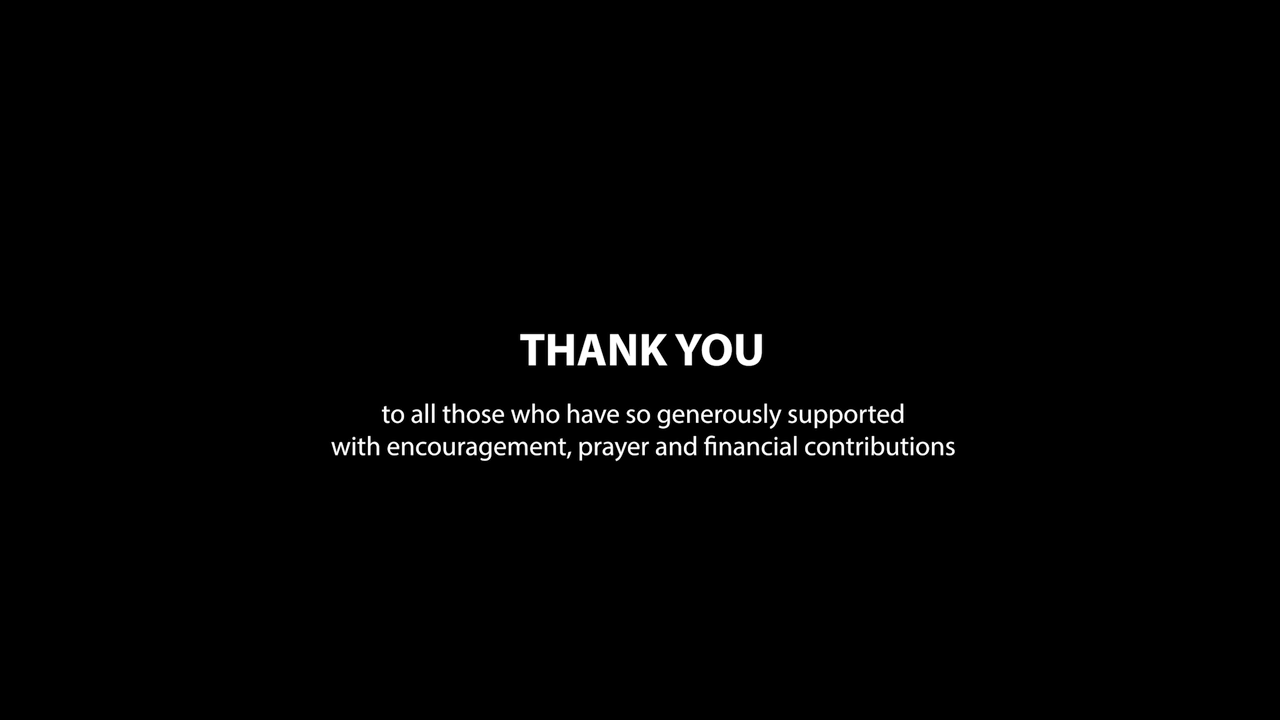 THANK YOU
to all those who have so generously supported
with encouragement, prayer and financial contributions